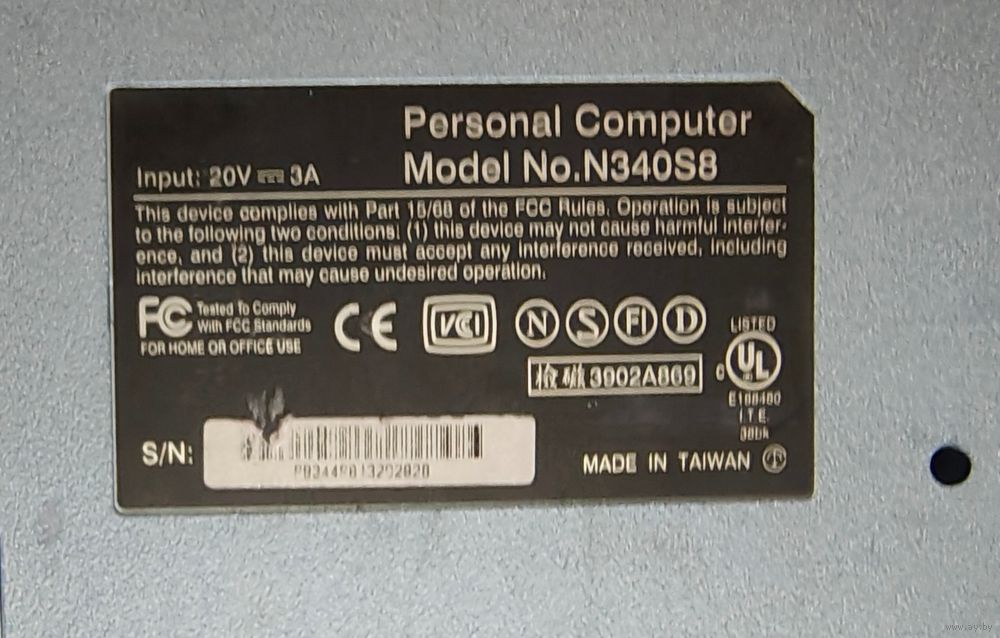 Personal Computer
Input: 20V ⎓ 3A
Model No.N340S8
This device complies with Part 15/68 of the FCC Rules. Operation is subject
to the following two conditions: (1) this device may not cause harmful interfer-
ence, and (2) this device must accept any interference received, including
interference that may cause undesired operation.
FC Tested To Comply
With FCC Standards
FOR HOME OR OFFICE USE
CE
VCI
N S FI D
LISTED
UL
檢磁 3902A869
I.T.E.
S/N:
MADE IN TAIWAN
www.ay.by